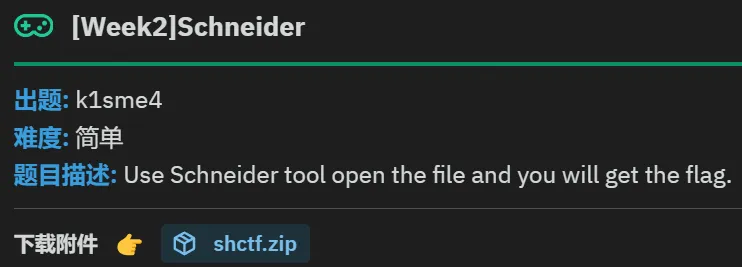 [Week2]Schneider
出题: k1sme4
难度: 简单
题目描述: Use Schneider tool open the file and you will get the flag.
下载附件 👉 shctf.zip